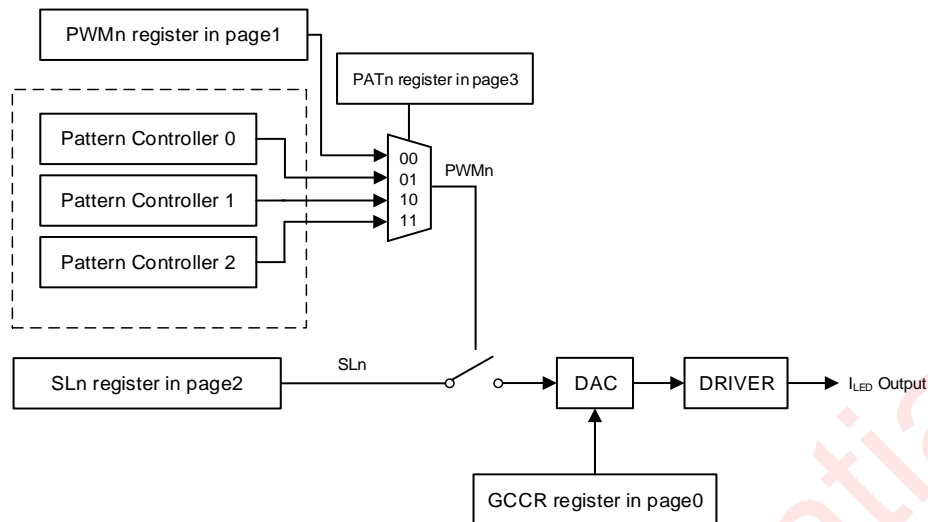 PWMn register in page1
PATn register in page3
Pattern Controller 0
Pattern Controller 1
Pattern Controller 2
00
01
10
11
PWMn
SLn register in page2
SLn
DAC
DRIVER
ILED Output
GCCR register in page0